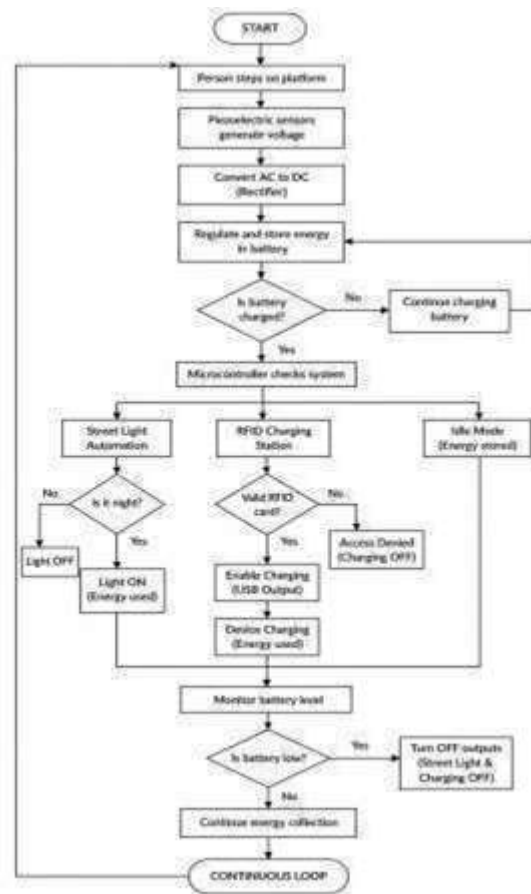 START
Person steps on platform
Piezoelectric sensors
generate voltage
Convert AC to DC
(Rectifier)
Regulate and store energy
in battery
Is battery
charged?
No
Continue charging
battery
Yes
Microcontroller checks system
Street Light
Automation
RFID Charging
Station
Idle Mode
(Energy stored)
No
Is it night?
Valid RFID
card?
No
Yes
Yes
Light OFF
Access Denied
(Charging OFF)
Light ON
(Energy used)
Enable Charging
(USB Output)
Device Charging
(Energy used)
Monitor battery level
Is battery low?
Yes
Turn OFF outputs
(Street Light &
Charging OFF)
No
Continue energy collection
CONTINUOUS LOOP